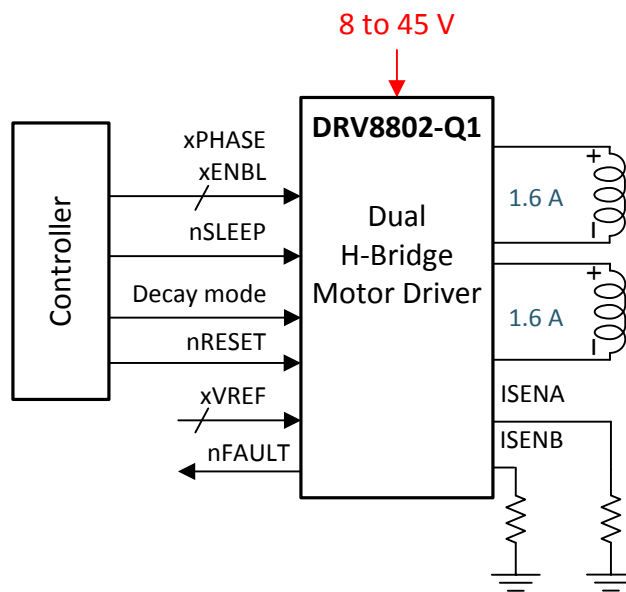 8 to 45 V
DRV8802-Q1
Dual
H-Bridge
Motor Driver
Controller
xPHASE
xENBL
nSLEEP
Decay mode
nRESET
xVREF
nFAULT
+
1.6 A
–
+
1.6 A
–
ISENA
ISENB